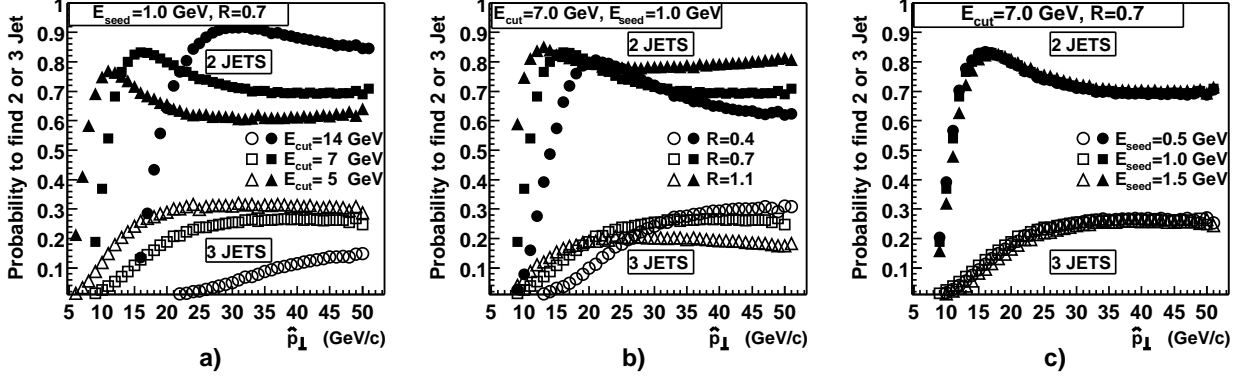 E_seed=1.0 GeV, R=0.7
Probability to find 2 or 3 Jet
1
0.9
0.8
0.7
0.6
0.5
0.4
0.3
0.2
0.1
2 JETS
E_cut=14 GeV
E_cut=7 GeV
E_cut=5 GeV
3 JETS
5 10 15 20 25 30 35 40 45 50
p̂⊥ (GeV/c)
a)
E_cut=7.0 GeV, E_seed=1.0 GeV
Probability to find 2 or 3 Jet
1
0.9
0.8
0.7
0.6
0.5
0.4
0.3
0.2
0.1
2 JETS
R=0.4
R=0.7
R=1.1
3 JETS
5 10 15 20 25 30 35 40 45 50
p̂⊥ (GeV/c)
b)
E_cut=7.0 GeV, R=0.7
Probability to find 2 or 3 Jet
1
0.9
0.8
0.7
0.6
0.5
0.4
0.3
0.2
0.1
2 JETS
E_seed=0.5 GeV
E_seed=1.0 GeV
E_seed=1.5 GeV
3 JETS
5 10 15 20 25 30 35 40 45 50
p̂⊥ (GeV/c)
c)